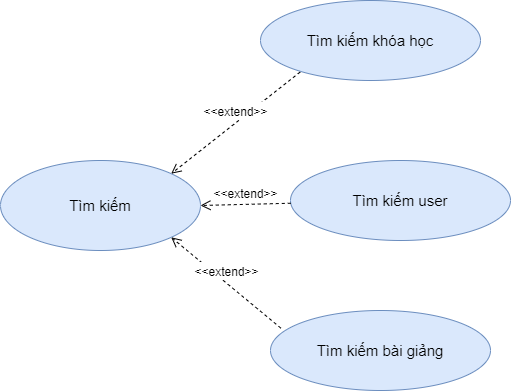 Tìm kiếm khóa học
<<extend>>
Tìm kiếm
<<extend>>
Tìm kiếm user
<<extend>>
Tìm kiếm bài giảng